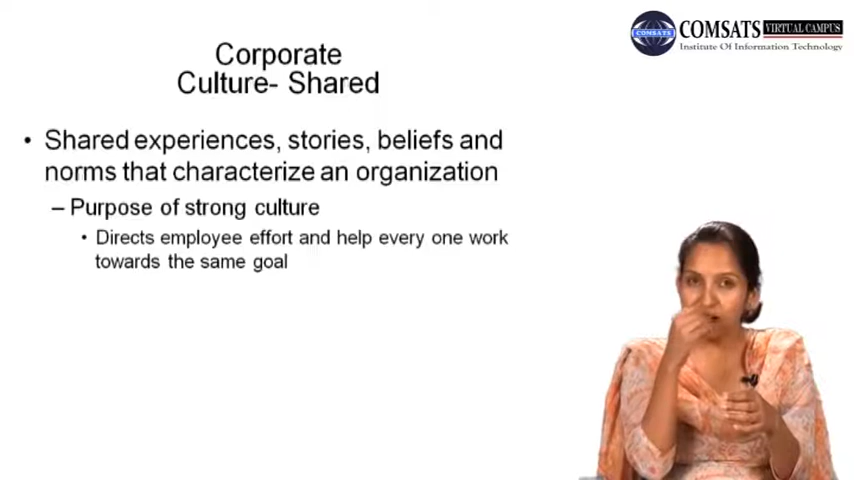 COMSATS VIRTUAL CAMPUS
COMSATS
Institute Of Information Technology
Corporate
Culture- Shared
• Shared experiences, stories, beliefs and
norms that characterize an organization
– Purpose of strong culture
• Directs employee effort and help every one work
towards the same goal